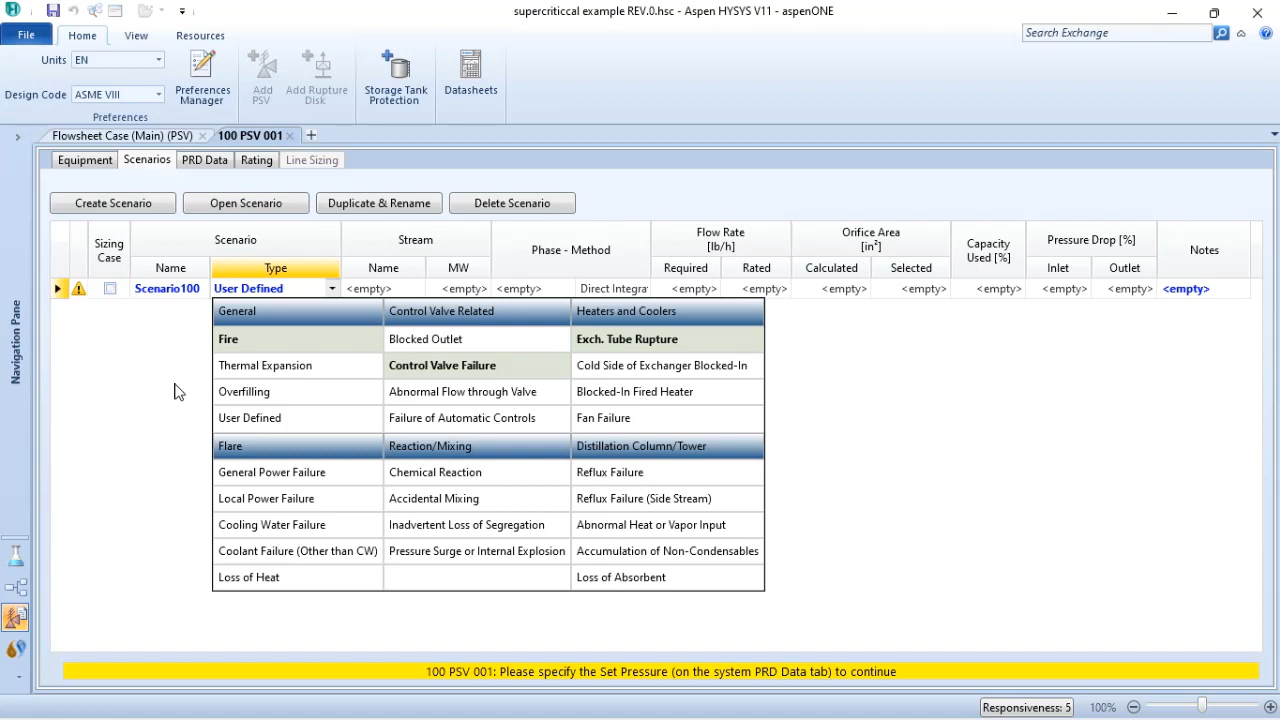 supercriticcal example REV.0.hsc - Aspen HYSYS V11 - aspenONE
File Home View Resources
Search Exchange
Units EN
Design Code ASME VIII
Preferences Manager
Add PSV
Add Rupture Disk
Storage Tank Protection
Datasheets
Preferences
Flowsheet Case (Main) (PSV) 100 PSV 001
Equipment Scenarios PRD Data Rating Line Sizing
Create Scenario Open Scenario Duplicate & Rename Delete Scenario
Sizing Case
Scenario Stream Phase - Method
Flow Rate [lb/h]
Orifice Area [in²]
Capacity Used [%]
Pressure Drop [%]
Notes
Name Type Name MW Required Rated Calculated Selected Inlet Outlet
Scenario100 User Defined <empty> <empty> <empty> Direct Integra <empty> <empty> <empty> <empty> <empty> <empty> <empty> <empty>
General Control Valve Related Heaters and Coolers
Fire Blocked Outlet Exch. Tube Rupture
Thermal Expansion Control Valve Failure Cold Side of Exchanger Blocked-In
Overfilling Abnormal Flow through Valve Blocked-In Fired Heater
User Defined Failure of Automatic Controls Fan Failure
Flare Reaction/Mixing Distillation Column/Tower
General Power Failure Chemical Reaction Reflux Failure
Local Power Failure Accidental Mixing Reflux Failure (Side Stream)
Cooling Water Failure Inadvertent Loss of Segregation Abnormal Heat or Vapor Input
Coolant Failure (Other than CW) Pressure Surge or Internal Explosion Accumulation of Non-Condensables
Loss of Heat Loss of Absorbent
Navigation Pane
100 PSV 001: Please specify the Set Pressure (on the system PRD Data tab) to continue
Responsiveness: 5 100%